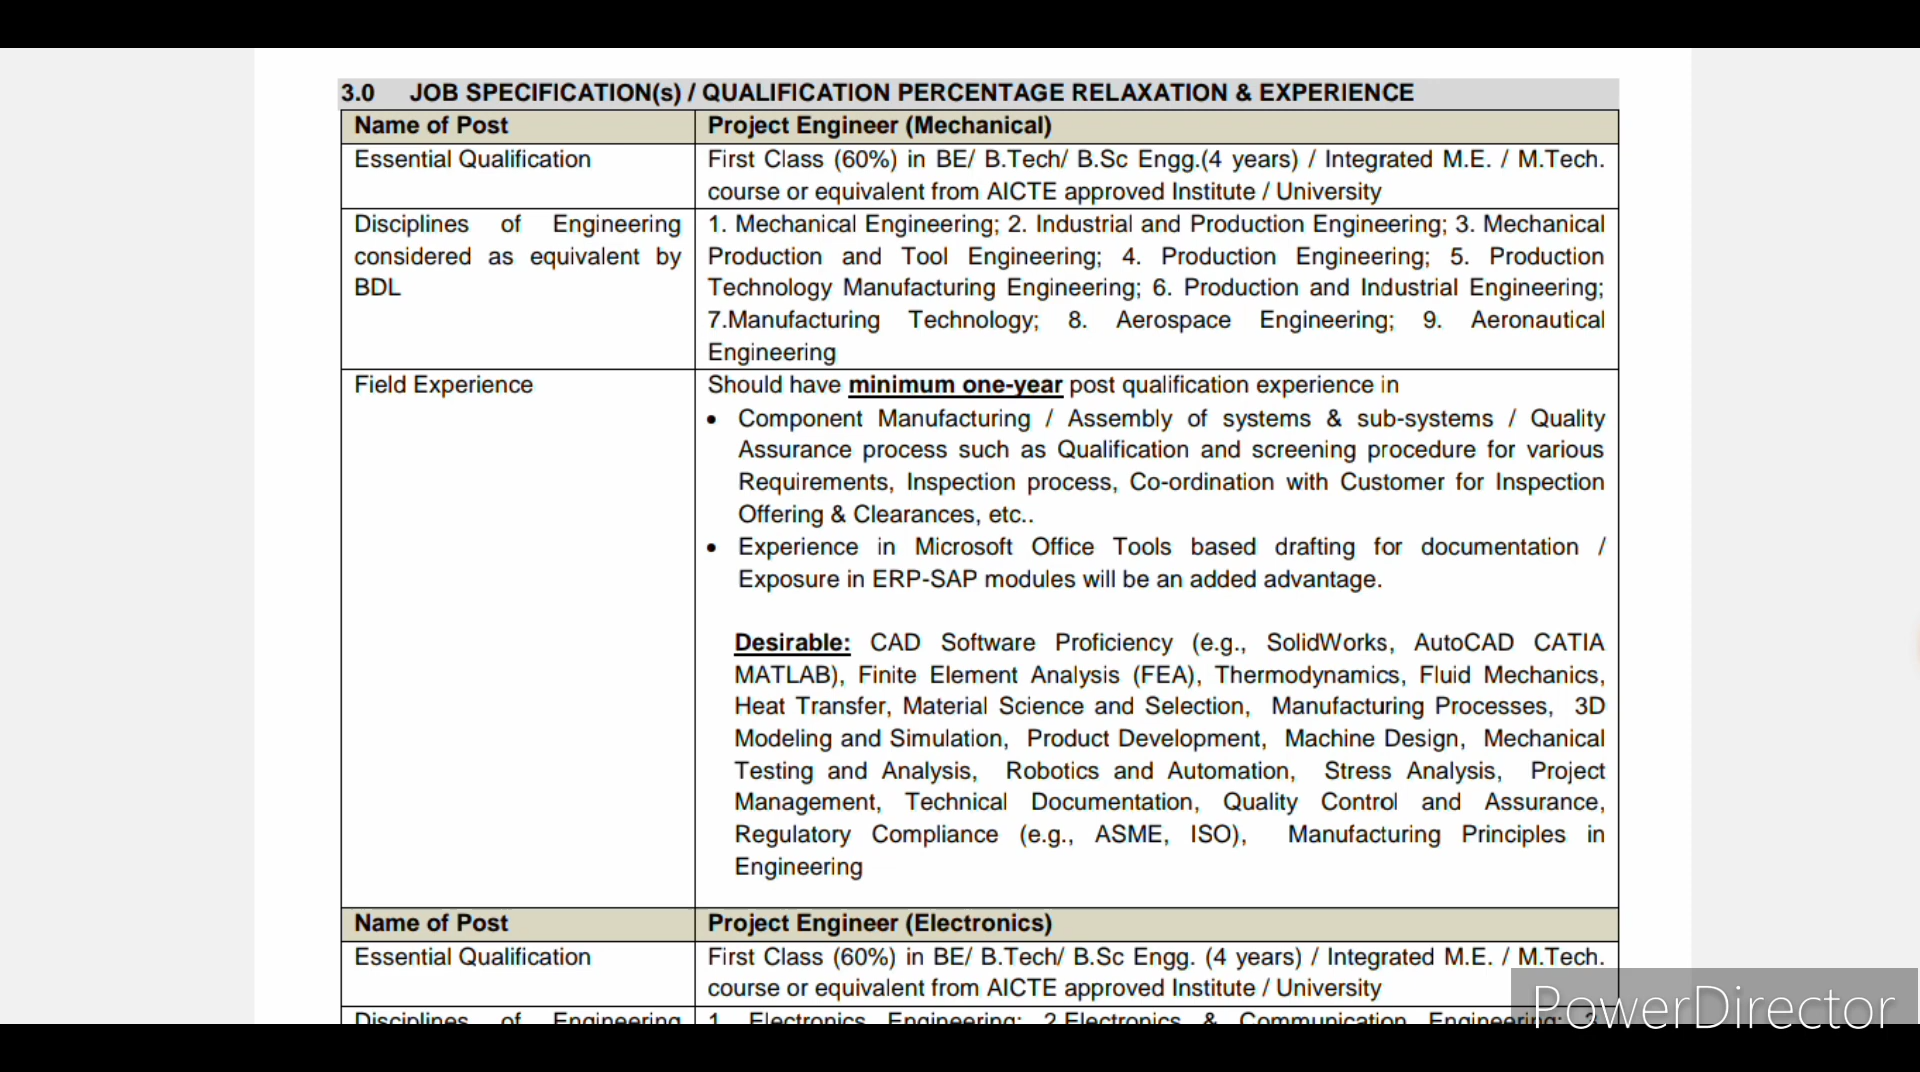 3.0 JOB SPECIFICATION(s) / QUALIFICATION PERCENTAGE RELAXATION & EXPERIENCE
Name of Post
Project Engineer (Mechanical)
Essential Qualification
First Class (60%) in BE/ B.Tech/ B.Sc Engg.(4 years) / Integrated M.E. / M.Tech.
course or equivalent from AICTE approved Institute / University
Disciplines of Engineering
considered as equivalent by
BDL
1. Mechanical Engineering; 2. Industrial and Production Engineering; 3. Mechanical
Production and Tool Engineering; 4. Production Engineering; 5. Production
Technology Manufacturing Engineering; 6. Production and Industrial Engineering;
7.Manufacturing Technology; 8. Aerospace Engineering; 9. Aeronautical
Engineering
Field Experience
Should have minimum one-year post qualification experience in
• Component Manufacturing / Assembly of systems & sub-systems / Quality
Assurance process such as Qualification and screening procedure for various
Requirements, Inspection process, Co-ordination with Customer for Inspection
Offering & Clearances, etc..
• Experience in Microsoft Office Tools based drafting for documentation /
Exposure in ERP-SAP modules will be an added advantage.
Desirable: CAD Software Proficiency (e.g., SolidWorks, AutoCAD CATIA
MATLAB), Finite Element Analysis (FEA), Thermodynamics, Fluid Mechanics,
Heat Transfer, Material Science and Selection, Manufacturing Processes, 3D
Modeling and Simulation, Product Development, Machine Design, Mechanical
Testing and Analysis, Robotics and Automation, Stress Analysis, Project
Management, Technical Documentation, Quality Control and Assurance,
Regulatory Compliance (e.g., ASME, ISO), Manufacturing Principles in
Engineering
Name of Post
Project Engineer (Electronics)
Essential Qualification
First Class (60%) in BE/ B.Tech/ B.Sc Engg. (4 years) / Integrated M.E. / M.Tech.
course or equivalent from AICTE approved Institute / University
Disciplines of Engineering
1. Electronics Engineering; 2.Electronics & Communication Engineering;
PowerDirector